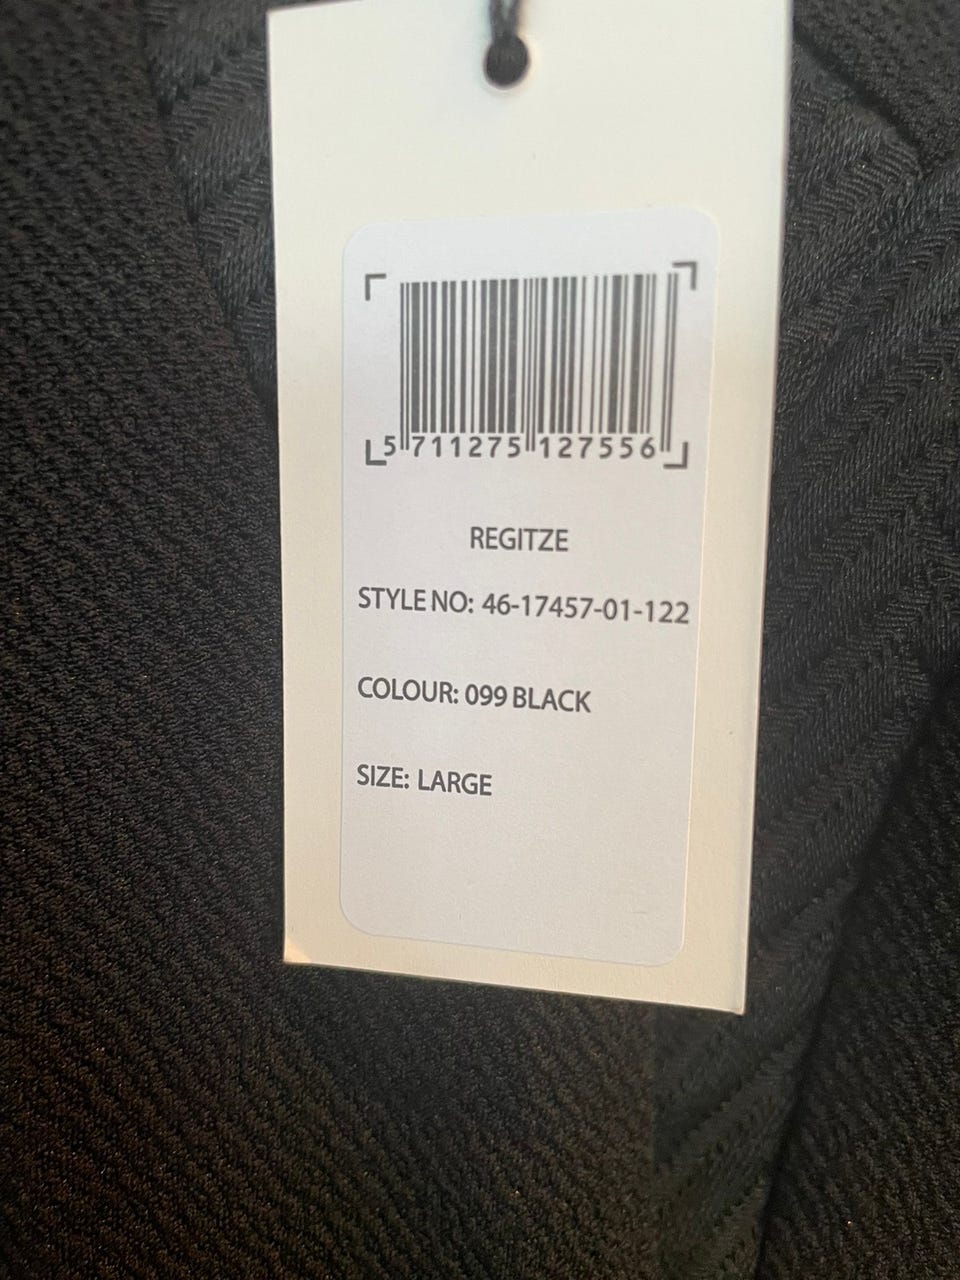 5 711275 127556
REGITZE
STYLE NO: 46-17457-01-122
COLOUR: 099 BLACK
SIZE: LARGE